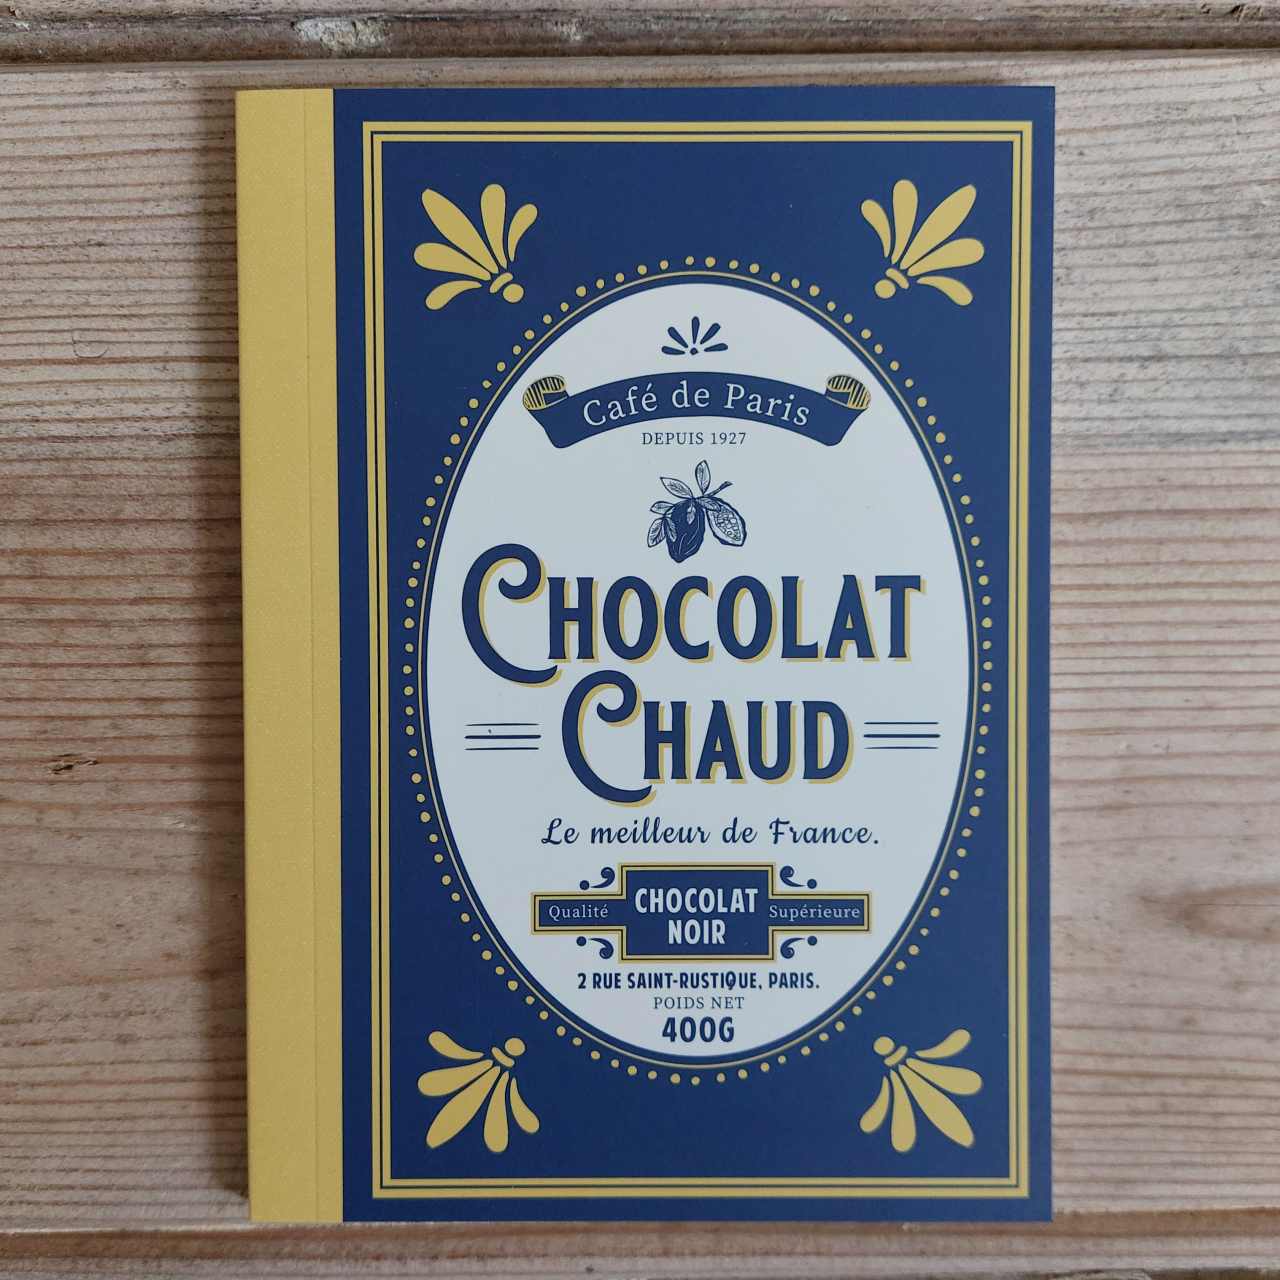 Café de Paris
DEPUIS 1927
CHOCOLAT
CHAUD
Le meilleur de France.
Qualité CHOCOLAT NOIR Supérieure
2 RUE SAINT-RUSTIQUE, PARIS.
POIDS NET
400G